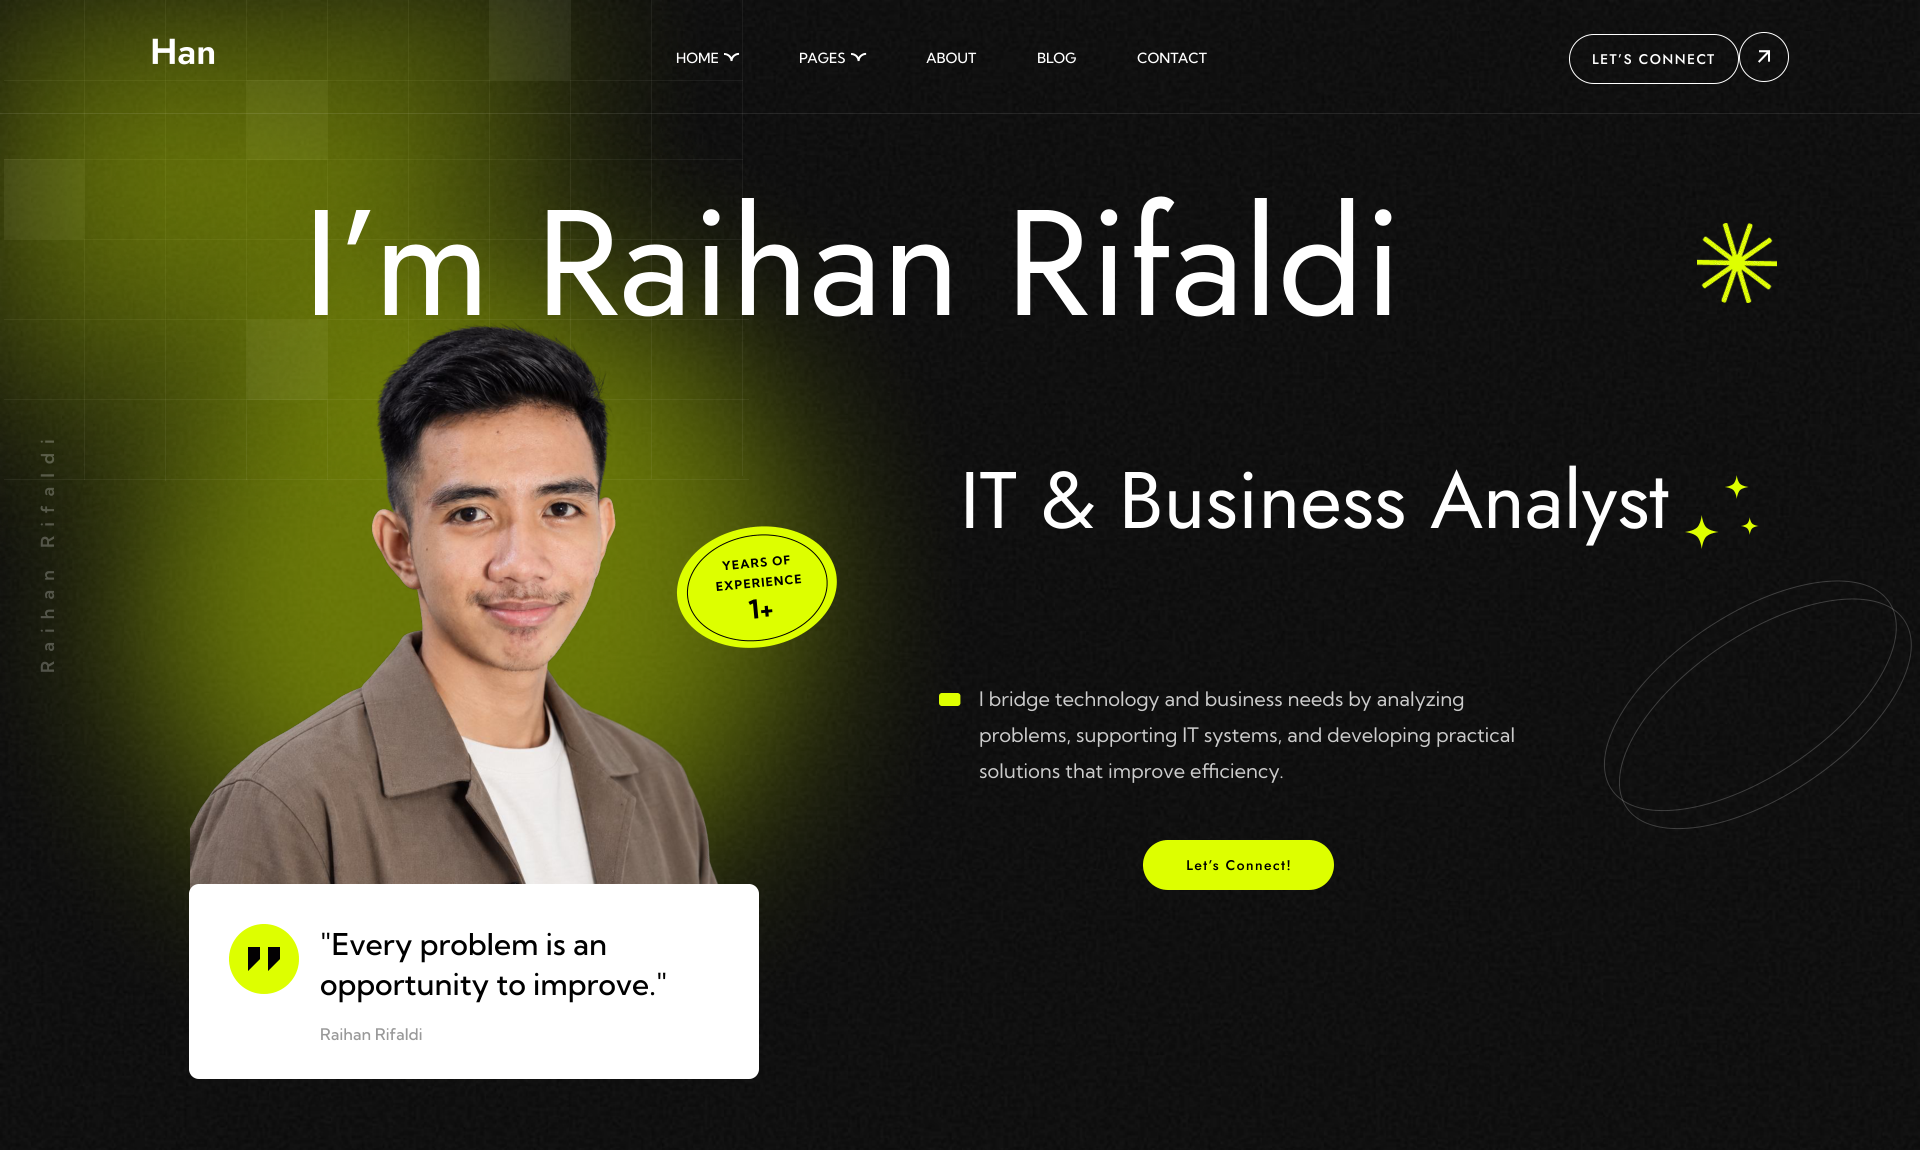 Han
HOME
PAGES
ABOUT
BLOG
CONTACT
LET’S CONNECT
I’m Raihan Rifaldi
IT & Business Analyst
Raihan Rifaldi
YEARS OF
EXPERIENCE
1+
I bridge technology and business needs by analyzing
problems, supporting IT systems, and developing practical
solutions that improve efficiency.
Let’s Connect!
"Every problem is an
opportunity to improve."
Raihan Rifaldi